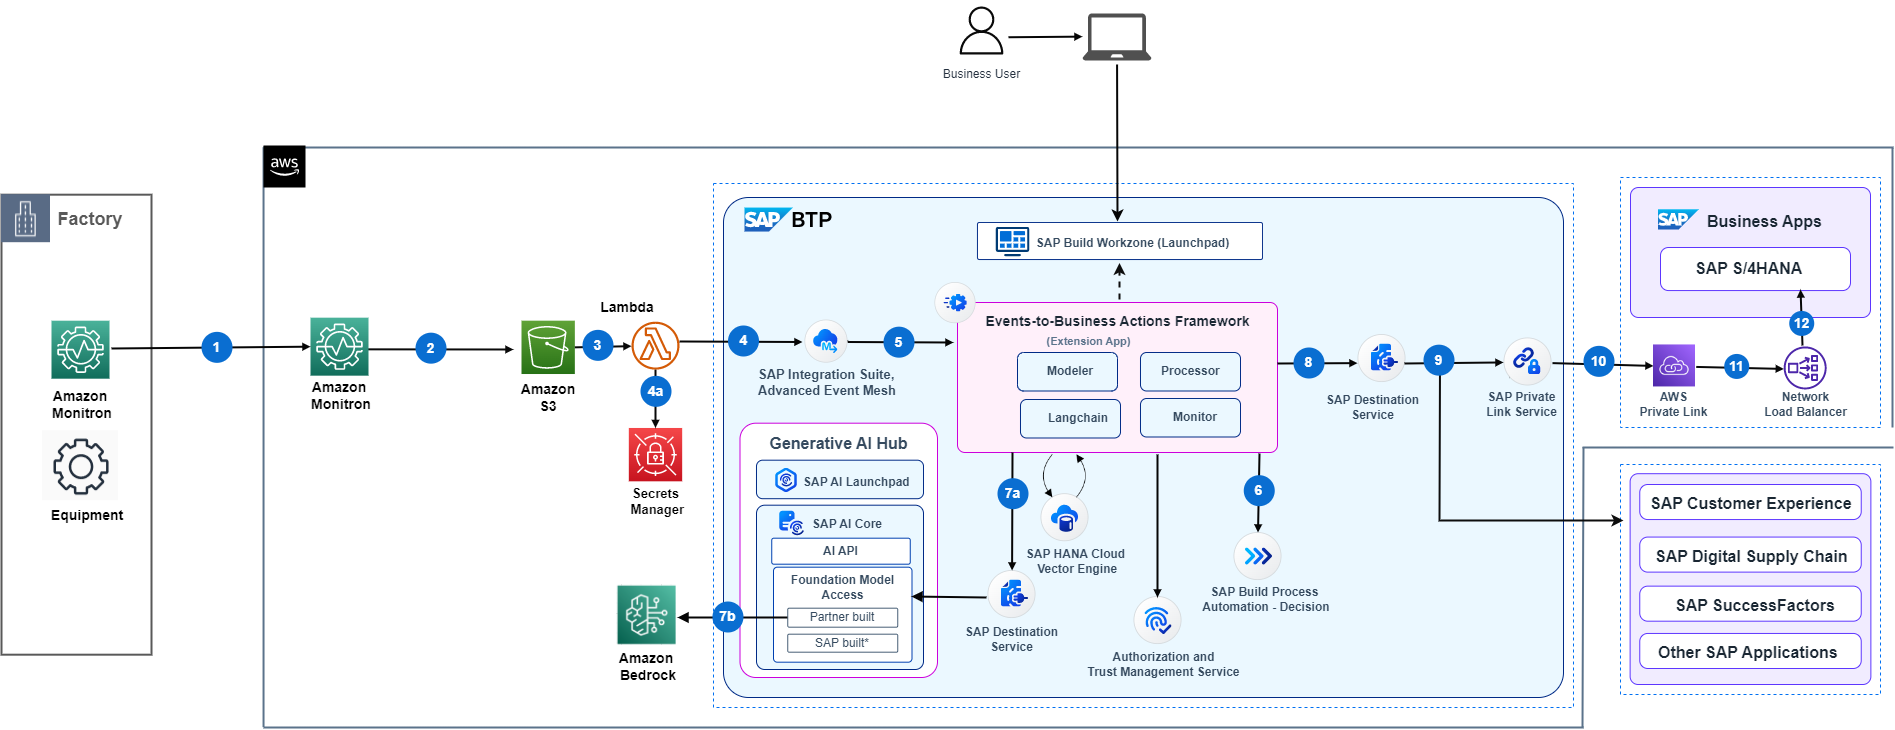 Business User
aws
Factory
SAP BTP
SAP Build Workzone (Launchpad)
SAP Business Apps
SAP S/4HANA
Lambda
Events-to-Business Actions Framework
(Extension App)
Modeler
Processor
Langchain
Monitor
1
2
3
4
5
8
9
10
11
12
4a
Amazon
Monitron
Amazon
Monitron
Amazon
S3
SAP Integration Suite,
Advanced Event Mesh
SAP Destination
Service
SAP Private
Link Service
AWS
Private Link
Network
Load Balancer
Equipment
Secrets
Manager
Generative AI Hub
SAP AI Launchpad
SAP AI Core
AI API
Foundation Model
Access
Partner built
SAP built*
7a
6
7b
SAP HANA Cloud
Vector Engine
SAP Build Process
Automation - Decision
SAP Destination
Service
Authorization and
Trust Management Service
Amazon
Bedrock
SAP Customer Experience
SAP Digital Supply Chain
SAP SuccessFactors
Other SAP Applications